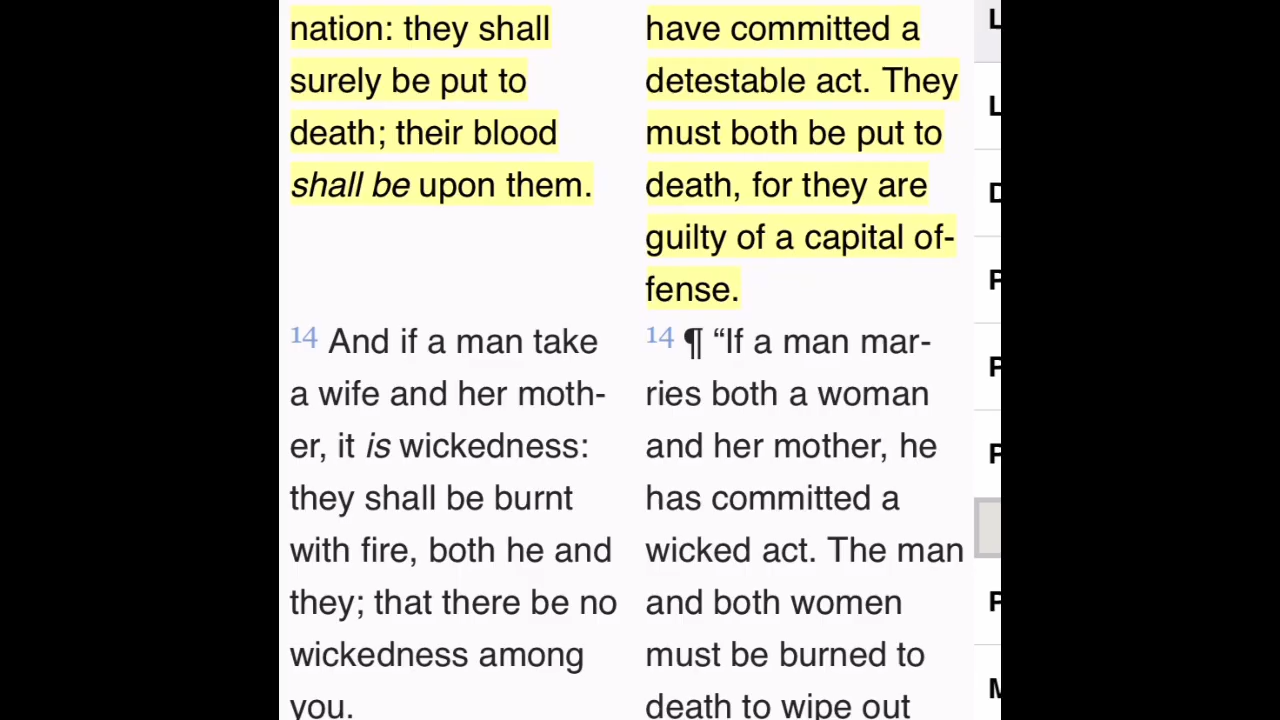 nation: they shall
surely be put to
death; their blood
shall be upon them.
14 And if a man take
a wife and her moth-
er, it is wickedness:
they shall be burnt
with fire, both he and
they; that there be no
wickedness among
you.
have committed a
detestable act. They
must both be put to
death, for they are
guilty of a capital of-
fense.
14 ¶ “If a man mar-
ries both a woman
and her mother, he
has committed a
wicked act. The man
and both women
must be burned to
death to wipe out
L
L
D
P
P
P
P
M